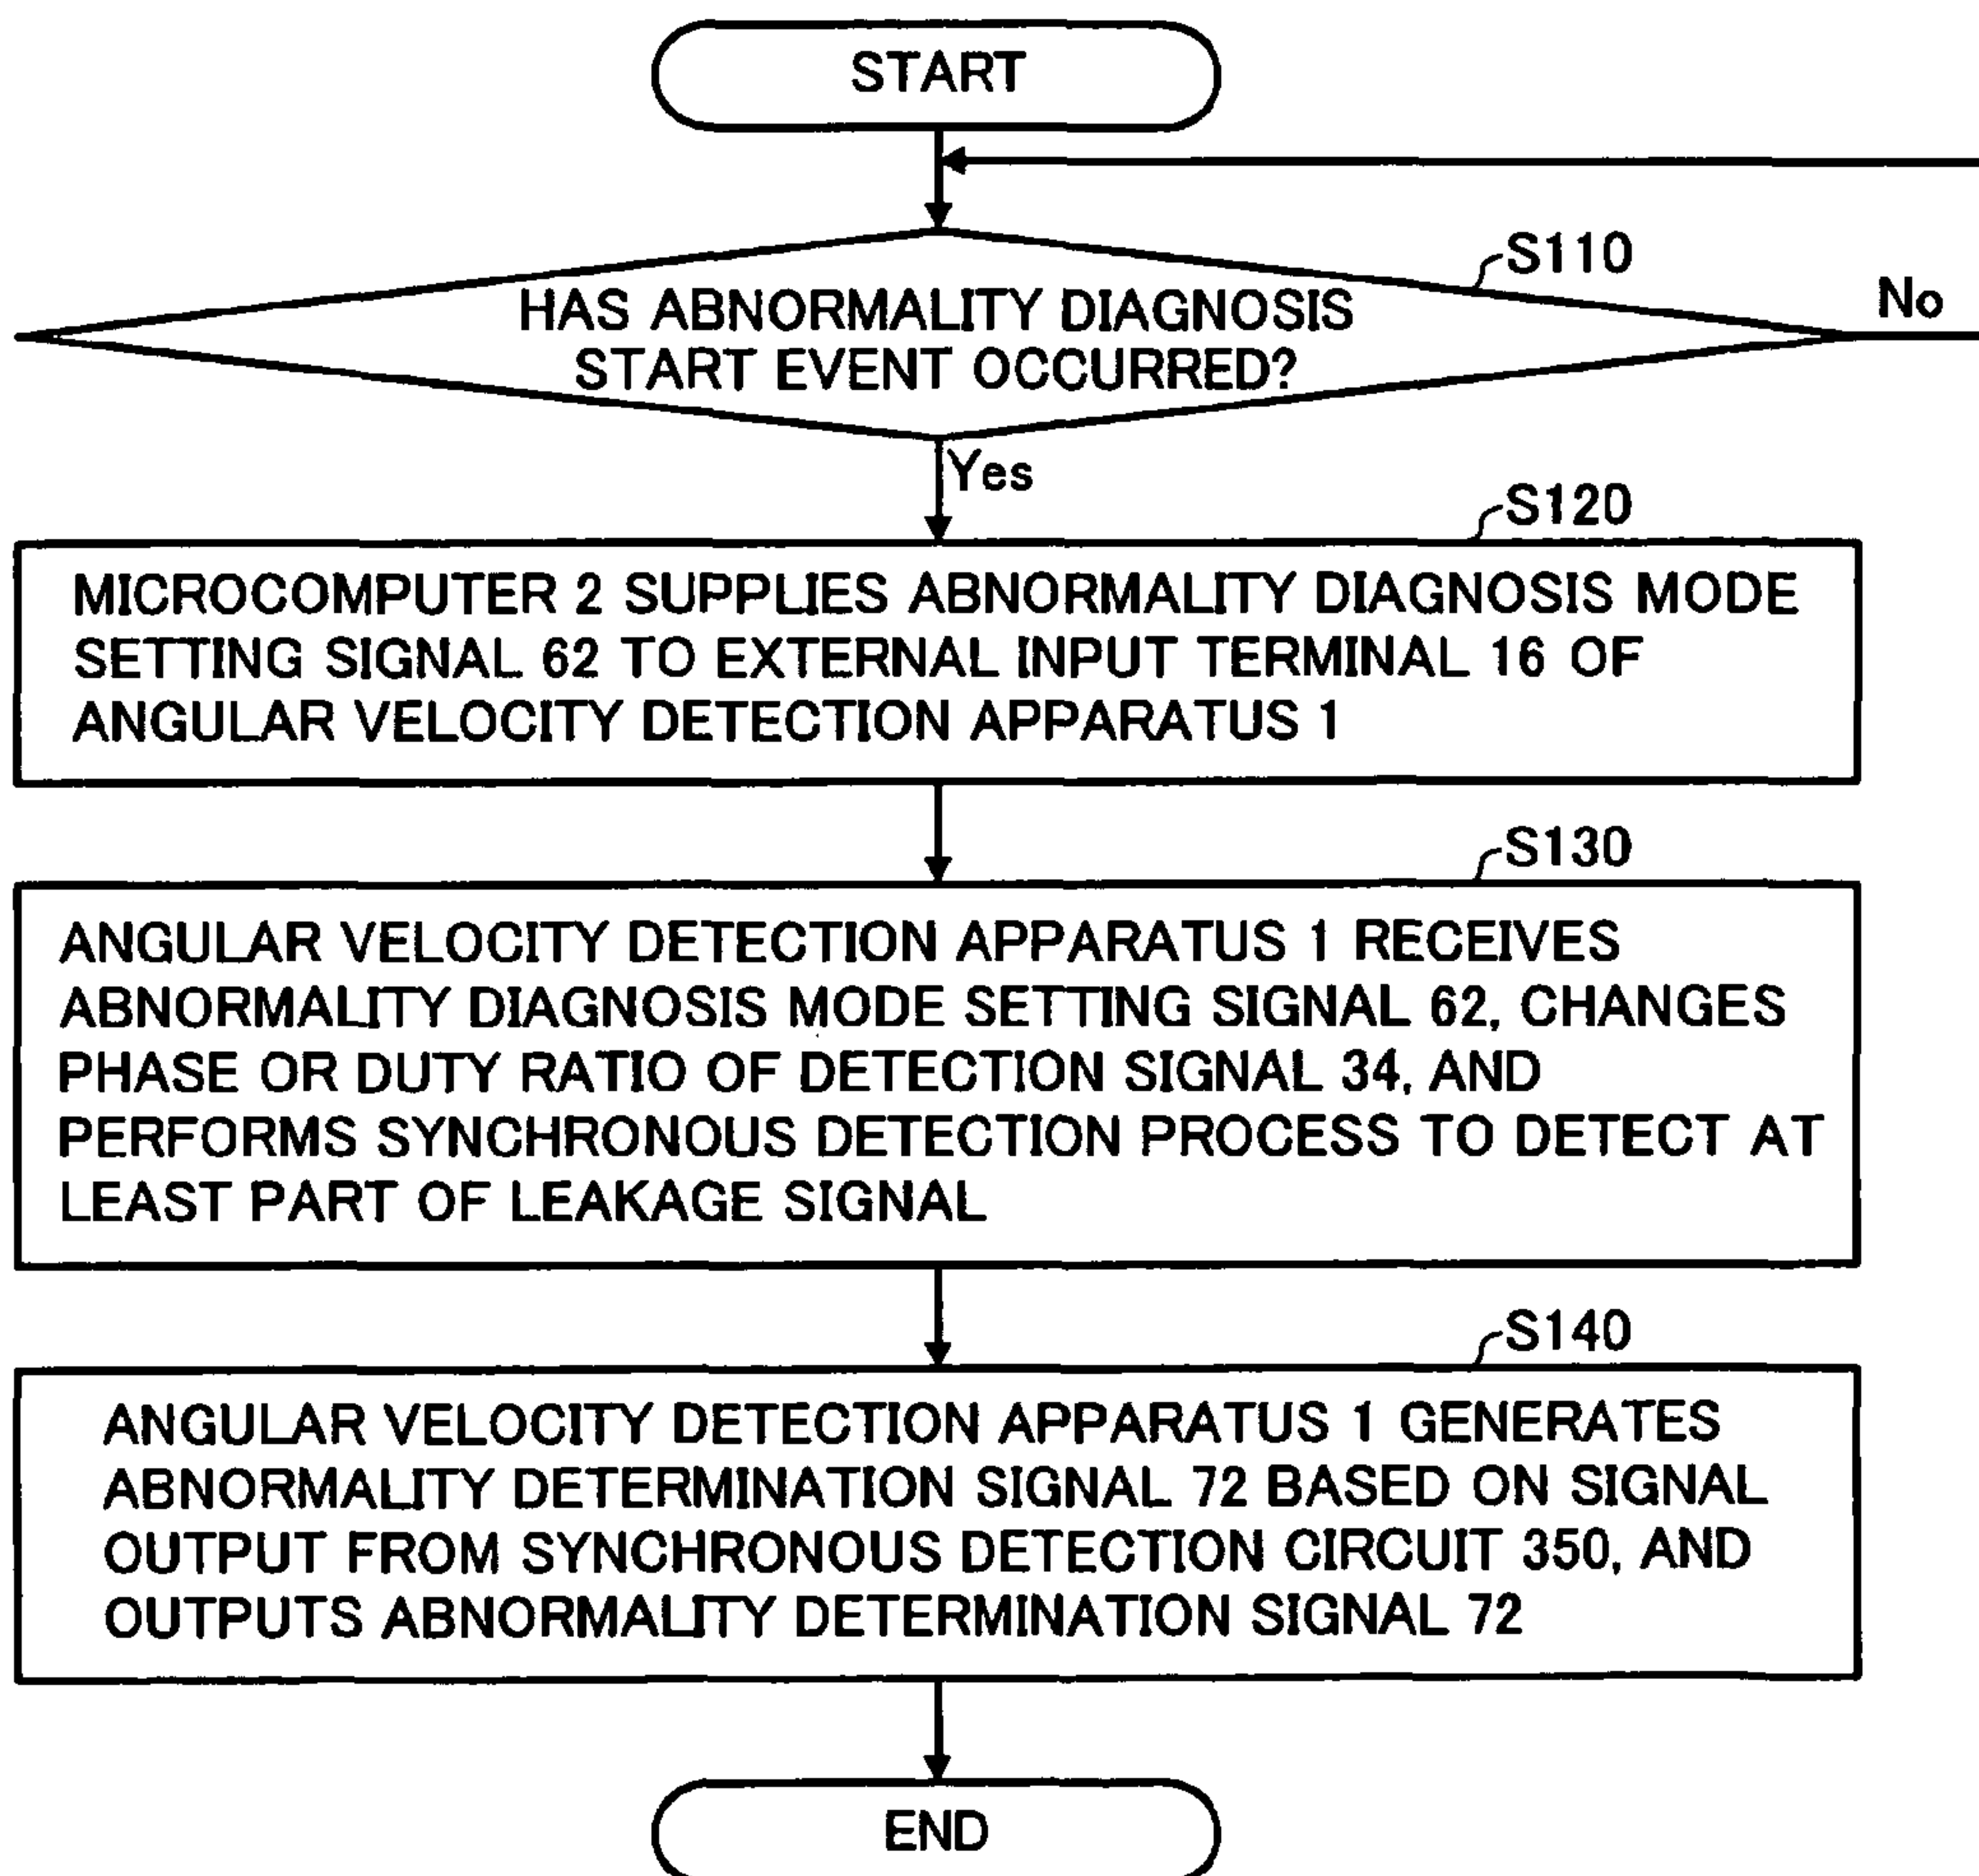 START
S110
HAS ABNORMALITY DIAGNOSIS
START EVENT OCCURRED?
No
Yes
S120
MICROCOMPUTER 2 SUPPLIES ABNORMALITY DIAGNOSIS MODE
SETTING SIGNAL 62 TO EXTERNAL INPUT TERMINAL 16 OF
ANGULAR VELOCITY DETECTION APPARATUS 1
S130
ANGULAR VELOCITY DETECTION APPARATUS 1 RECEIVES
ABNORMALITY DIAGNOSIS MODE SETTING SIGNAL 62, CHANGES
PHASE OR DUTY RATIO OF DETECTION SIGNAL 34, AND
PERFORMS SYNCHRONOUS DETECTION PROCESS TO DETECT AT
LEAST PART OF LEAKAGE SIGNAL
S140
ANGULAR VELOCITY DETECTION APPARATUS 1 GENERATES
ABNORMALITY DETERMINATION SIGNAL 72 BASED ON SIGNAL
OUTPUT FROM SYNCHRONOUS DETECTION CIRCUIT 350, AND
OUTPUTS ABNORMALITY DETERMINATION SIGNAL 72
END